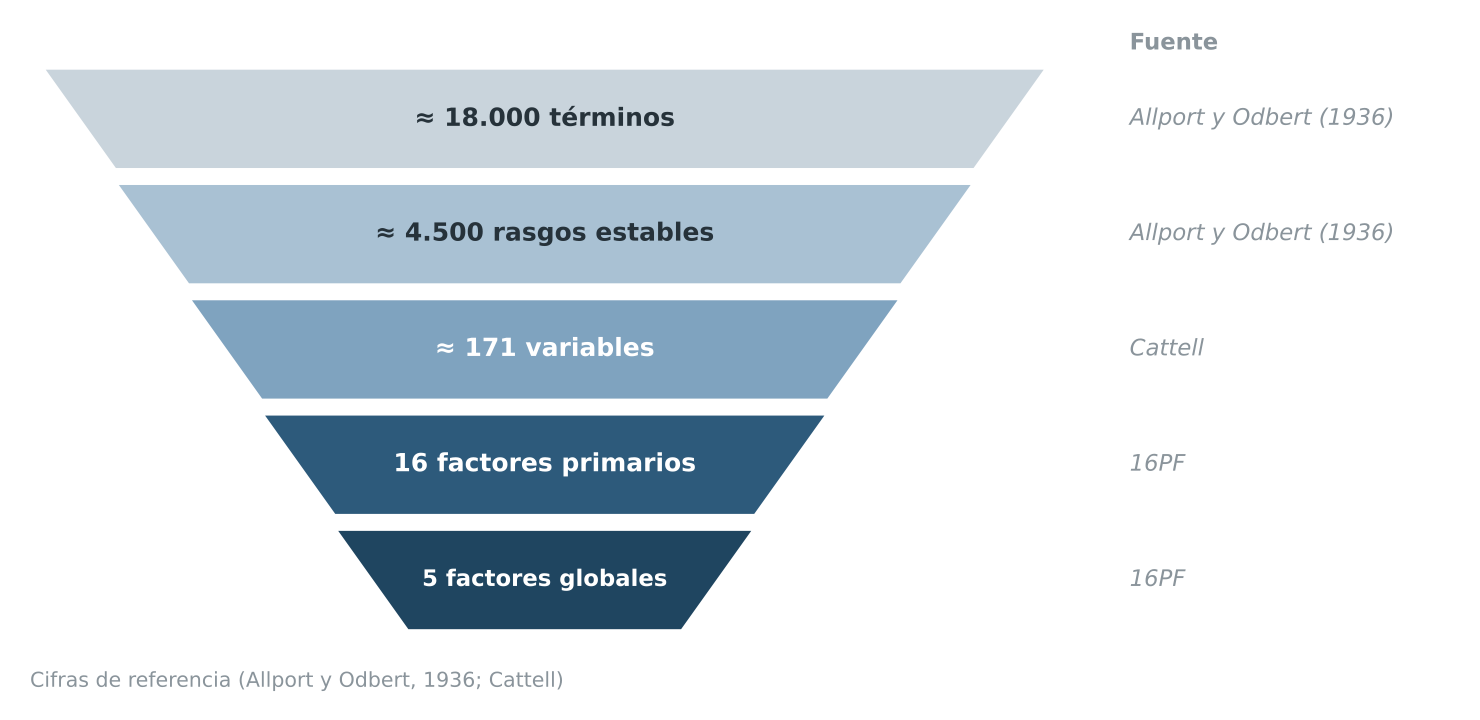 Fuente
≈ 18.000 términos
Allport y Odbert (1936)
≈ 4.500 rasgos estables
Allport y Odbert (1936)
≈ 171 variables
Cattell
16 factores primarios
16PF
5 factores globales
16PF
Cifras de referencia (Allport y Odbert, 1936; Cattell)